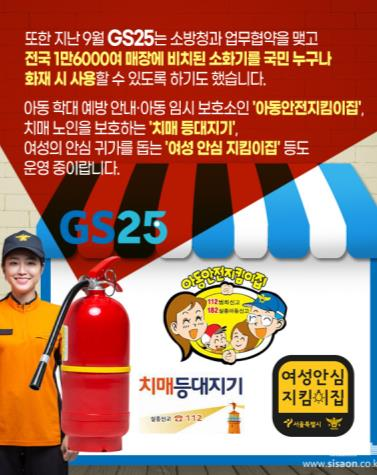 또한 지난 9월 GS25는 소방청과 업무협약을 맺고
전국 1만6000여 매장에 비치된 소화기를 국민 누구나
화재 시 사용할 수 있도록 하기도 했습니다.
아동 학대 예방 안내·아동 임시 보호소인 '아동안전지킴이집',
치매 노인을 보호하는 '치매 등대지기',
여성의 안심 귀가를 돕는 '여성 안심 지킴이집' 등도
운영 중이랍니다.
GS25
아동안전지킴이집
112범죄신고
182실종아동신고
치매등대지기
실종신고 ☎ 112
여성안심
지킴이집
서울특별시
www.sisaon.co.k